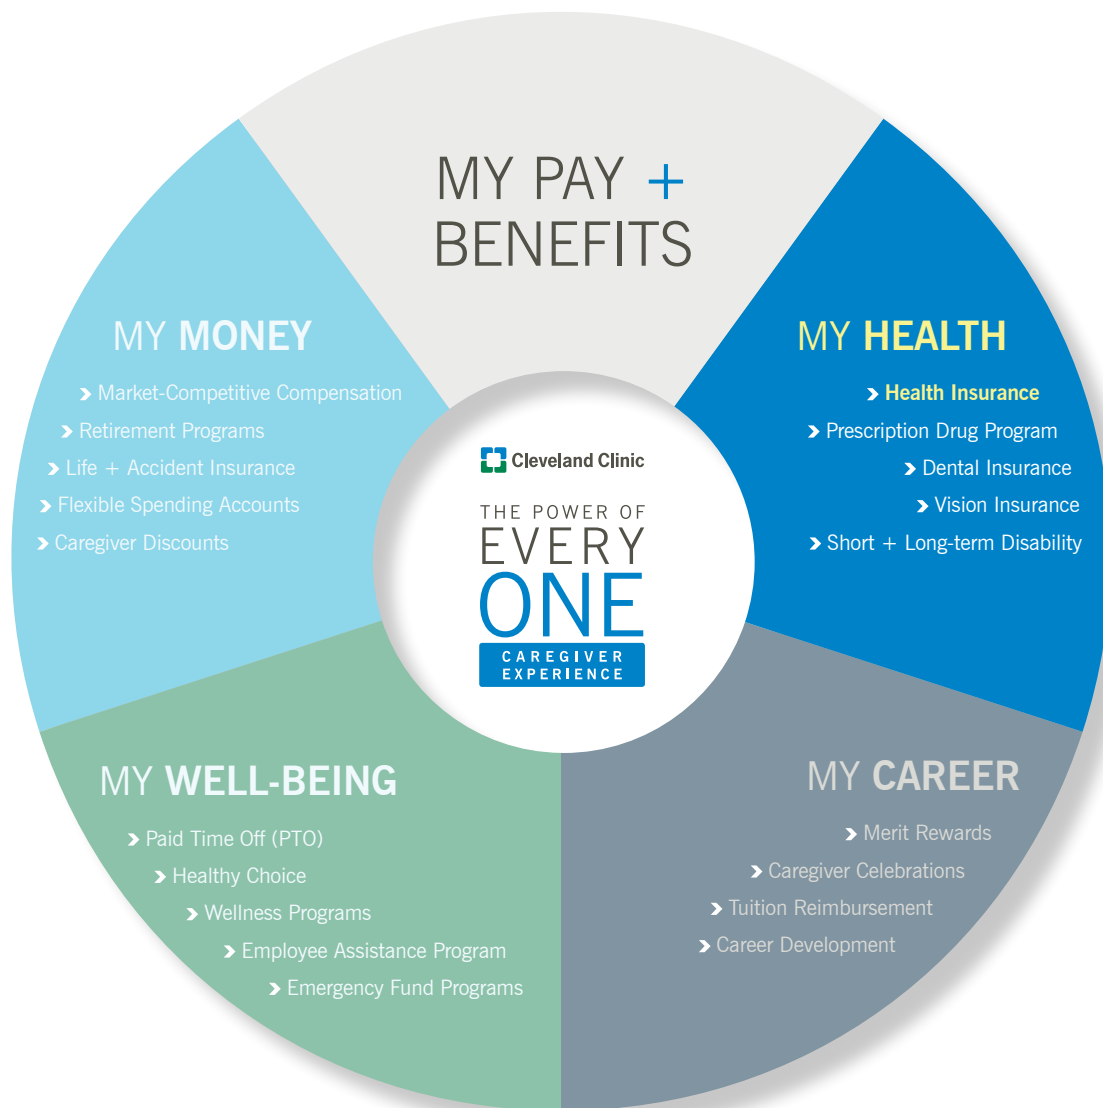 MY PAY +
BENEFITS
MY MONEY
› Market-Competitive Compensation
› Retirement Programs
› Life + Accident Insurance
› Flexible Spending Accounts
› Caregiver Discounts
MY HEALTH
› Health Insurance
› Prescription Drug Program
› Dental Insurance
› Vision Insurance
› Short + Long-term Disability
Cleveland Clinic
THE POWER OF
EVERY
ONE
CAREGIVER
EXPERIENCE
MY WELL-BEING
› Paid Time Off (PTO)
› Healthy Choice
› Wellness Programs
› Employee Assistance Program
› Emergency Fund Programs
MY CAREER
› Merit Rewards
› Caregiver Celebrations
› Tuition Reimbursement
› Career Development